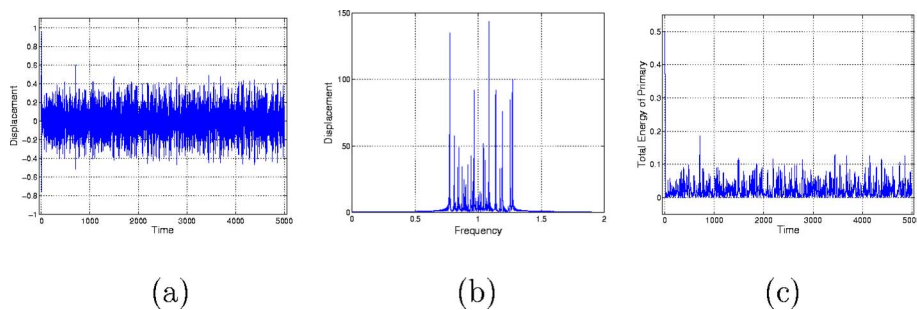 1
0.8
0.6
0.4
0.2
0
-0.2
-0.4
-0.6
-0.8
-1
Displacement
0 1000 2000 3000 4000 5000
Time
(a)
150
100
50
0
Displacement
0 0.5 1 1.5 2
Frequency
(b)
0.5
0.4
0.3
0.2
0.1
0
Total Energy of Primary
0 1000 2000 3000 4000 500
Time
(c)